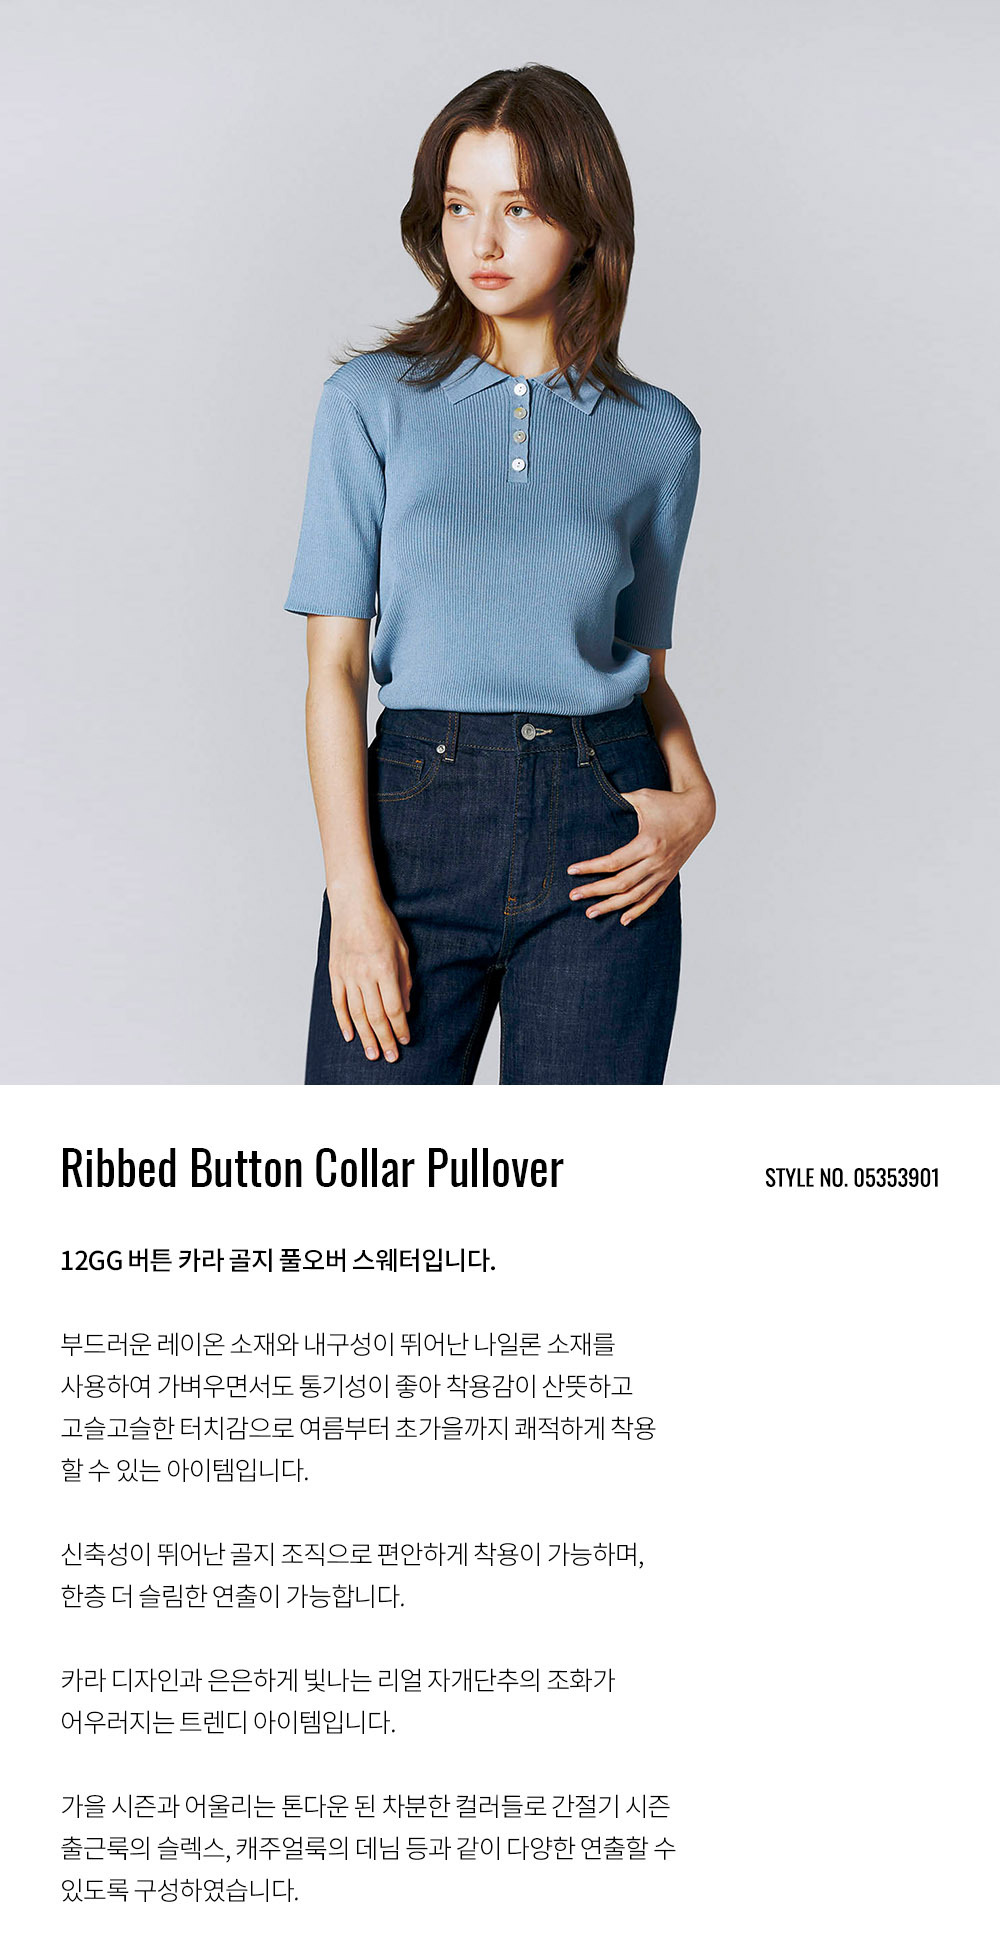 Ribbed Button Collar Pullover
STYLE NO. 05353901
12GG 버튼 카라 골지 풀오버 스웨터입니다.
부드러운 레이온 소재와 내구성이 뛰어난 나일론 소재를
사용하여 가벼우면서도 통기성이 좋아 착용감이 산뜻하고
고슬고슬한 터치감으로 여름부터 초가을까지 쾌적하게 착용
할 수 있는 아이템입니다.
신축성이 뛰어난 골지 조직으로 편안하게 착용이 가능하며,
한층 더 슬림한 연출이 가능합니다.
카라 디자인과 은은하게 빛나는 리얼 자개단추의 조화가
어우러지는 트렌디 아이템입니다.
가을 시즌과 어울리는 톤다운 된 차분한 컬러들로 간절기 시즌
출근룩의 슬렉스, 캐주얼룩의 데님 등과 같이 다양한 연출할 수
있도록 구성하였습니다.